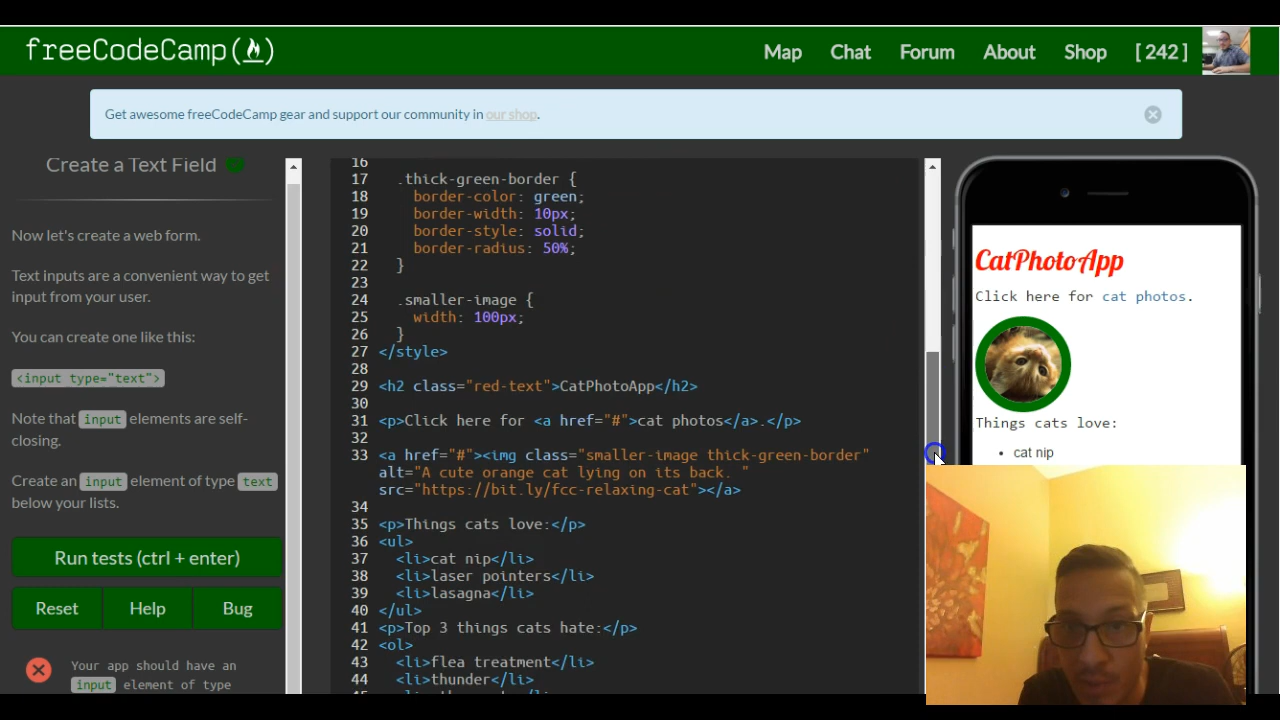 freeCodeCamp(🔥)
Map Chat Forum About Shop [ 242 ]
Get awesome freeCodeCamp gear and support our community in our shop.
Create a Text Field
Now let's create a web form.
Text inputs are a convenient way to get
input from your user.
You can create one like this:
<input type="text">
Note that input elements are self-
closing.
Create an input element of type text
below your lists.
Run tests (ctrl + enter)
Reset Help Bug
Your app should have an
input element of type
16
17 .thick-green-border {
18 border-color: green;
19 border-width: 10px;
20 border-style: solid;
21 border-radius: 50%;
22 }
23
24 .smaller-image {
25 width: 100px;
26 }
27 </style>
28
29 <h2 class="red-text">CatPhotoApp</h2>
30
31 <p>Click here for <a href="#">cat photos</a>.</p>
32
33 <a href="#"><img class="smaller-image thick-green-border"
alt="A cute orange cat lying on its back. "
src="https://bit.ly/fcc-relaxing-cat"></a>
34
35 <p>Things cats love:</p>
36 <ul>
37 <li>cat nip</li>
38 <li>laser pointers</li>
39 <li>lasagna</li>
40 </ul>
41 <p>Top 3 things cats hate:</p>
42 <ol>
43 <li>flea treatment</li>
44 <li>thunder</li>
CatPhotoApp
Click here for cat photos.
Things cats love:
• cat nip